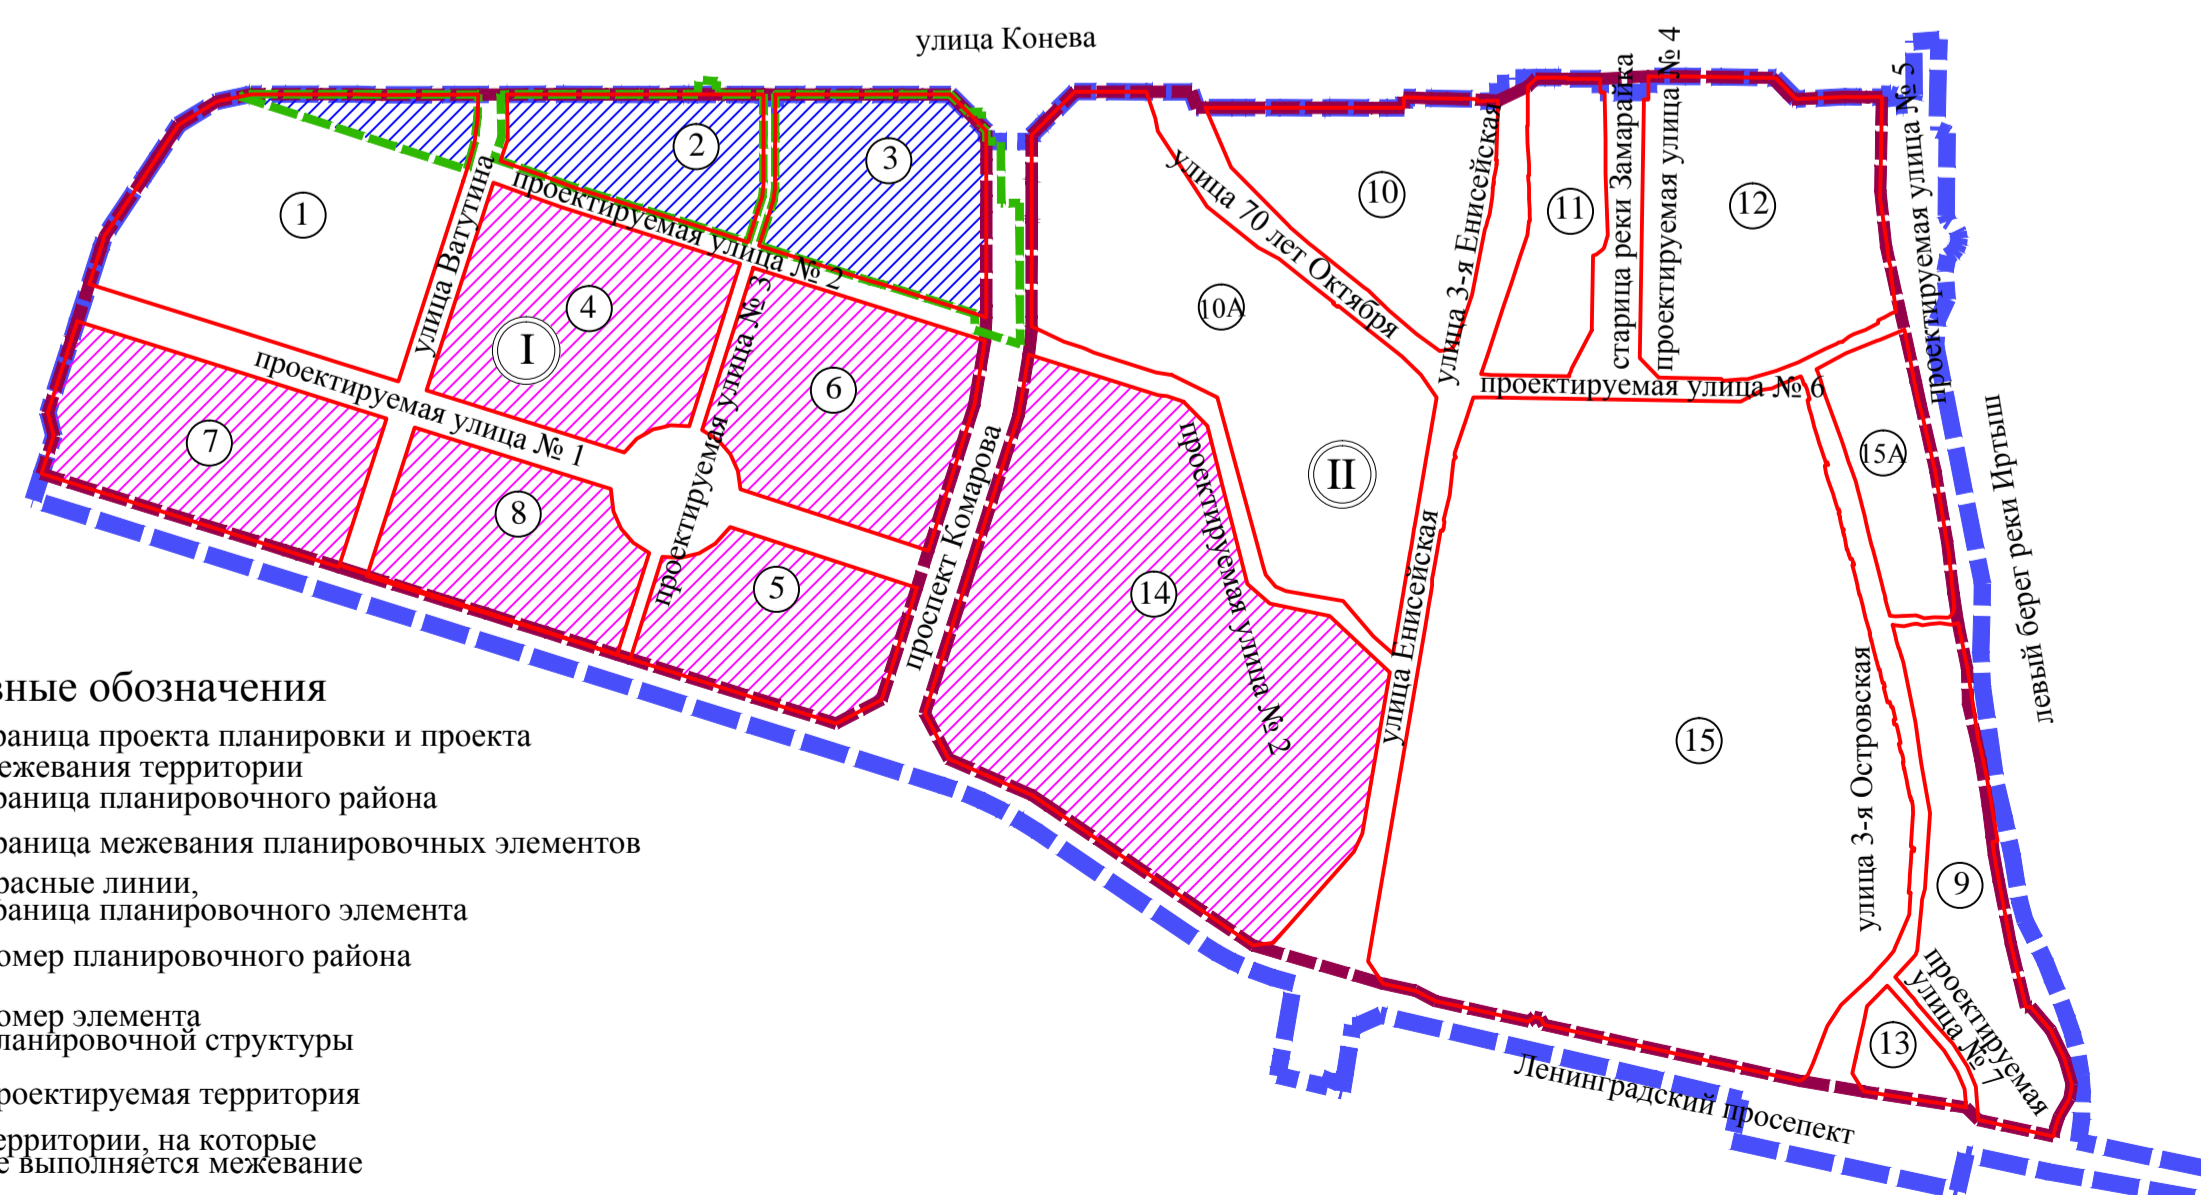 улица Конева
1
2
3
4
I
5
6
7
8
улица Ватутина
проектируемая улица № 2
проектируемая улица № 3
проектируемая улица № 1
проектируемая улица № 3
проспект Комарова
10
10А
11
12
II
14
15
15А
9
13
улица 70 лет Октября
улица 3-я Енисейская
старица реки Замарайка
проектируемая улица № 4
проектируемая улица № 5
проектируемая улица № 6
проектируемая улица № 2
улица Енисейская
улица 3-я Островская
левый берег реки Иртыш
проектируемая
улица № 7
Ленинградский просепект
вные обозначения
раница проекта планировки и проекта
ежевания территории
раница планировочного района
раница межевания планировочных элементов
расные линии,
раница планировочного элемента
омер планировочного района
омер элемента
ланировочной структуры
роектируемая территория
ерритории, на которые
е выполняется межевание